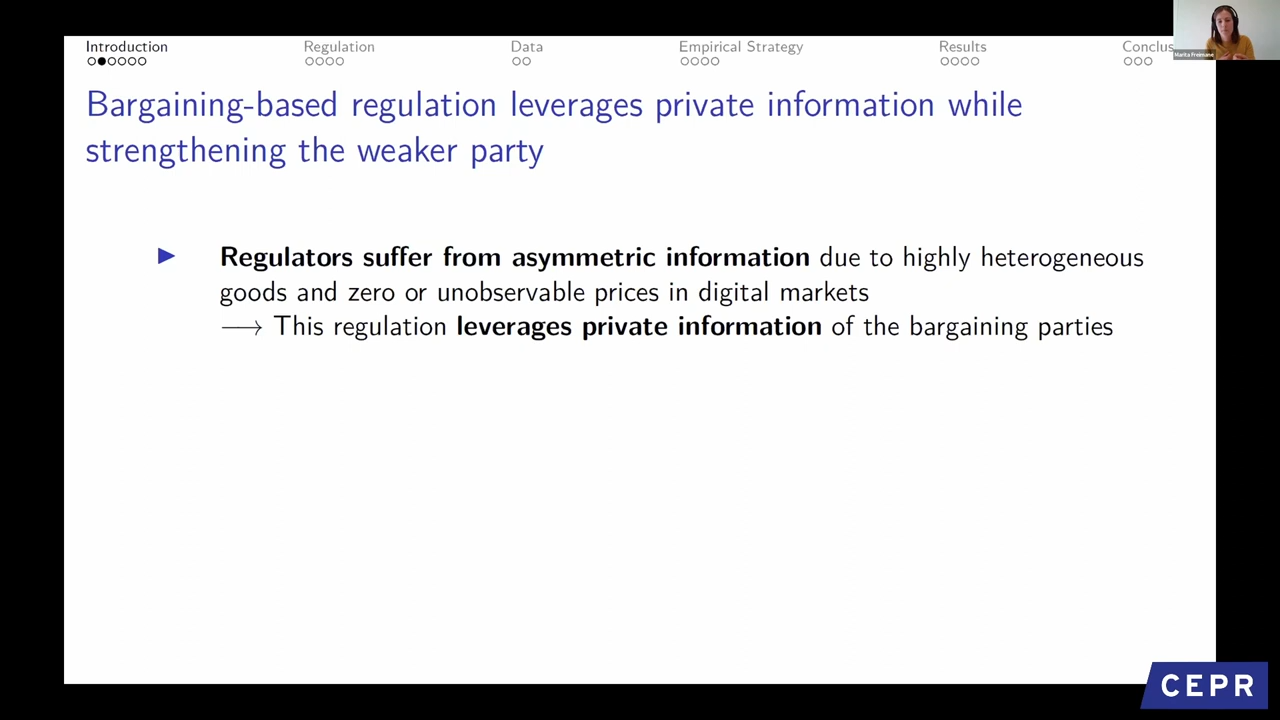 Introduction Regulation Data Empirical Strategy Results Conclus
Marita Freimane
Bargaining-based regulation leverages private information while
strengthening the weaker party
Regulators suffer from asymmetric information due to highly heterogeneous
goods and zero or unobservable prices in digital markets
⟶ This regulation leverages private information of the bargaining parties
CEPR